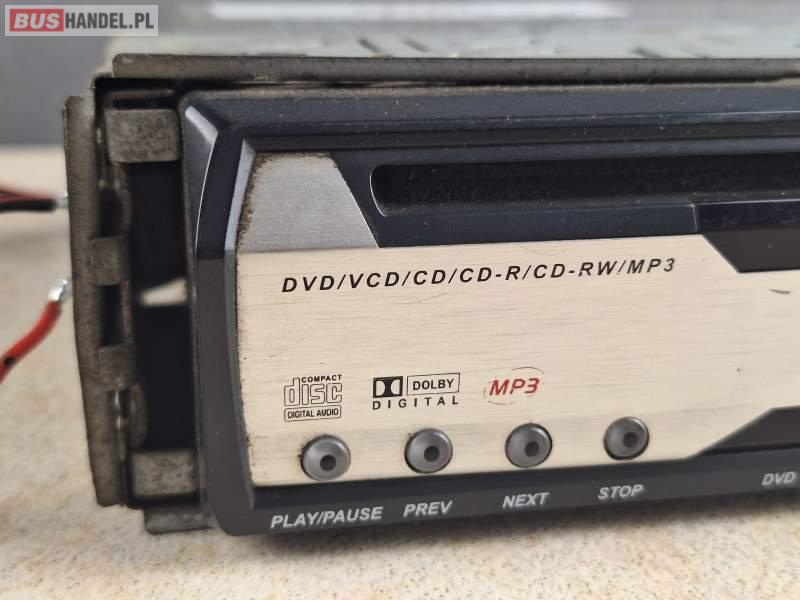 BUSHANDEL.PL
DVD/VCD/CD/CD-R/CD-RW/MP3
COMPACT
disc
DIGITAL AUDIO
DOLBY
DIGITAL
MP3
PLAY/PAUSE PREV NEXT STOP DVD